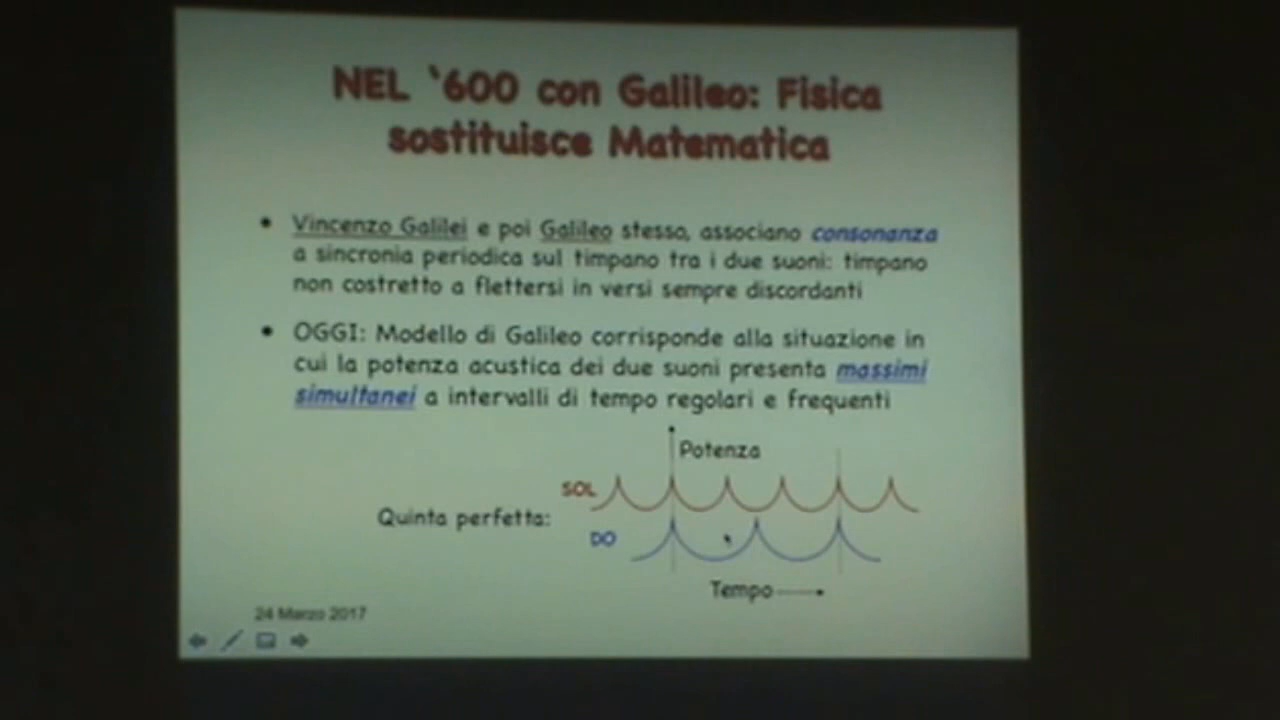 NEL ‘600 con Galileo: Fisica
sostituisce Matematica
• Vincenzo Galilei e poi Galileo stesso, associano consonanza
a sincronia periodica sul timpano tra i due suoni: timpano
non costretto a flettersi in versi sempre discordanti
• OGGI: Modello di Galileo corrisponde alla situazione in
cui la potenza acustica dei due suoni presenta massimi
simultanei a intervalli di tempo regolari e frequenti
Potenza
SOL
Quinta perfetta:
DO
Tempo
24 Marzo 2017